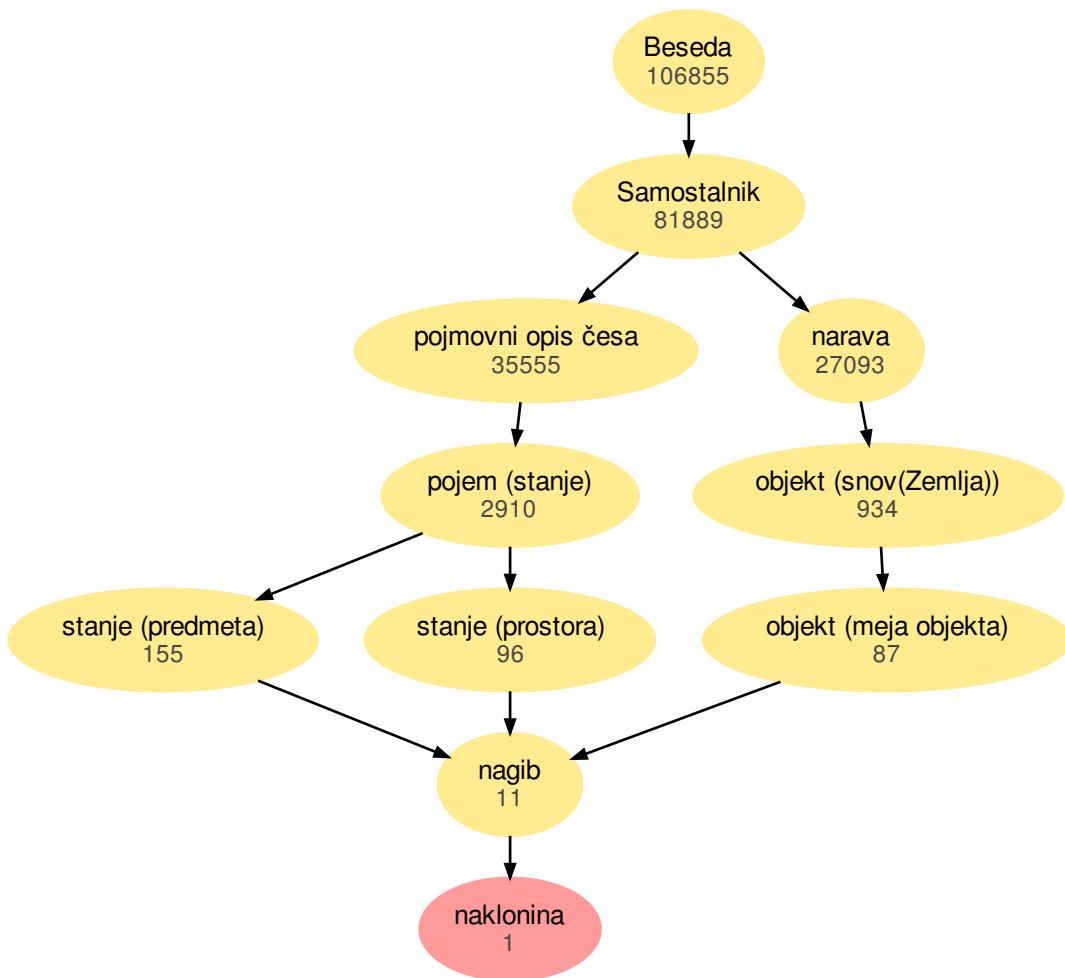 Beseda
106855
Samostalnik
81889
pojmovni opis česa
35555
narava
27093
pojem (stanje)
2910
objekt (snov(Zemlja))
934
stanje (predmeta)
155
stanje (prostora)
96
objekt (meja objekta)
87
nagib
11
naklonina
1